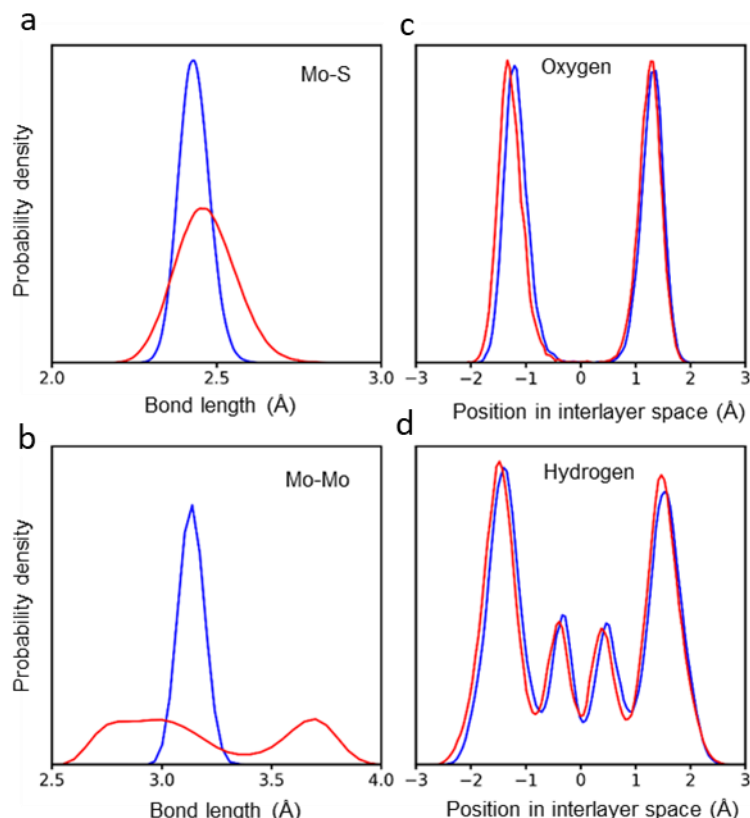 a
Mo-S
Probability density
2.0 2.5 3.0
Bond length (Å)
b
Mo-Mo
Probability density
2.5 3.0 3.5 4.0
Bond length (Å)
c
Oxygen
−3 −2 −1 0 1 2 3
Position in interlayer space (Å)
d
Hydrogen
−3 −2 −1 0 1 2 3
Position in interlayer space (Å)